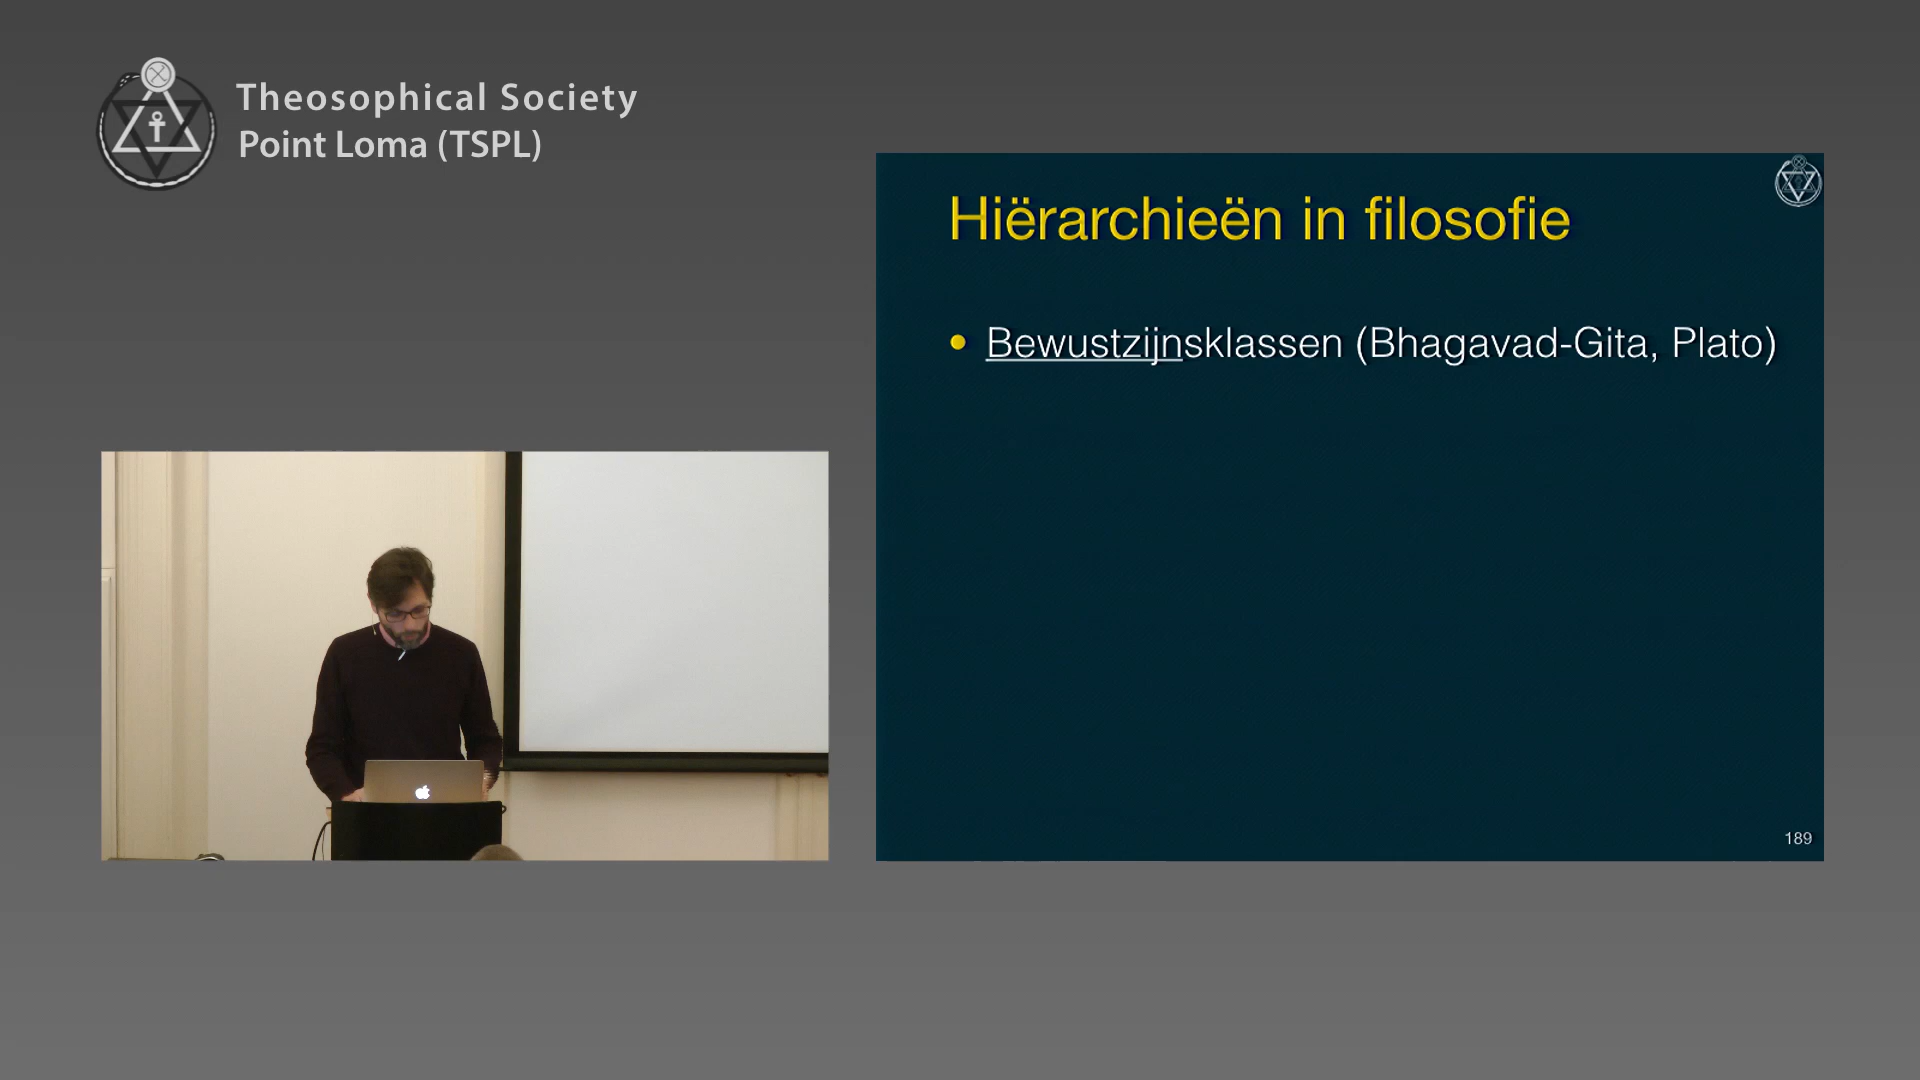 Theosophical Society
Point Loma (TSPL)
Hiërarchieën in filosofie
• Bewustzijnsklassen (Bhagavad-Gita, Plato)
189